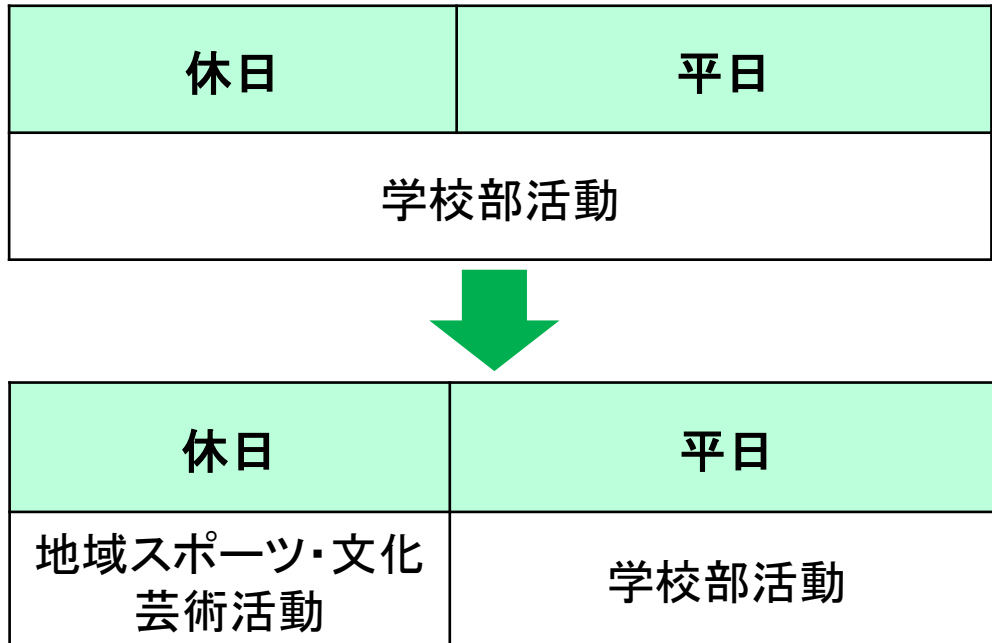 休日
平日
学校部活動
休日
平日
地域スポーツ・文化
芸術活動
学校部活動